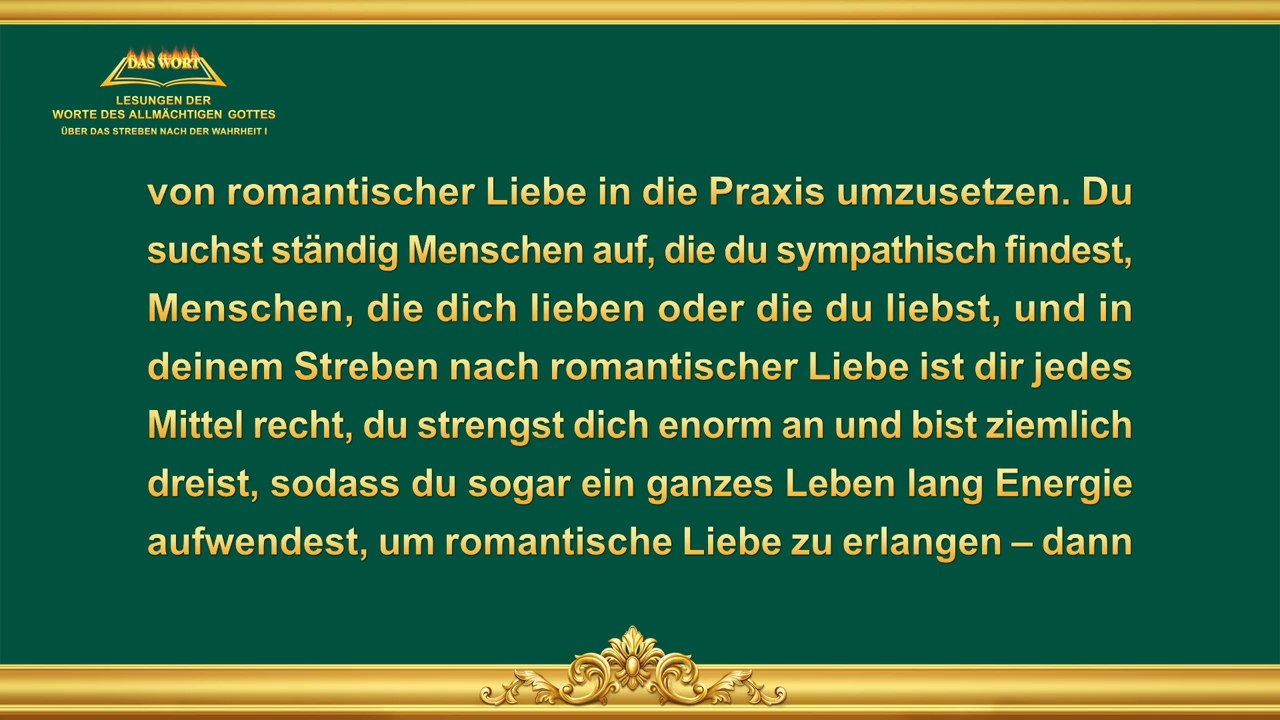 DAS WORT
LESUNGEN DER
WORTE DES ALLMÄCHTIGEN GOTTES
ÜBER DAS STREBEN NACH DER WAHRHEIT I
von romantischer Liebe in die Praxis umzusetzen. Du
suchst ständig Menschen auf, die du sympathisch findest,
Menschen, die dich lieben oder die du liebst, und in
deinem Streben nach romantischer Liebe ist dir jedes
Mittel recht, du strengst dich enorm an und bist ziemlich
dreist, sodass du sogar ein ganzes Leben lang Energie
aufwendest, um romantische Liebe zu erlangen – dann